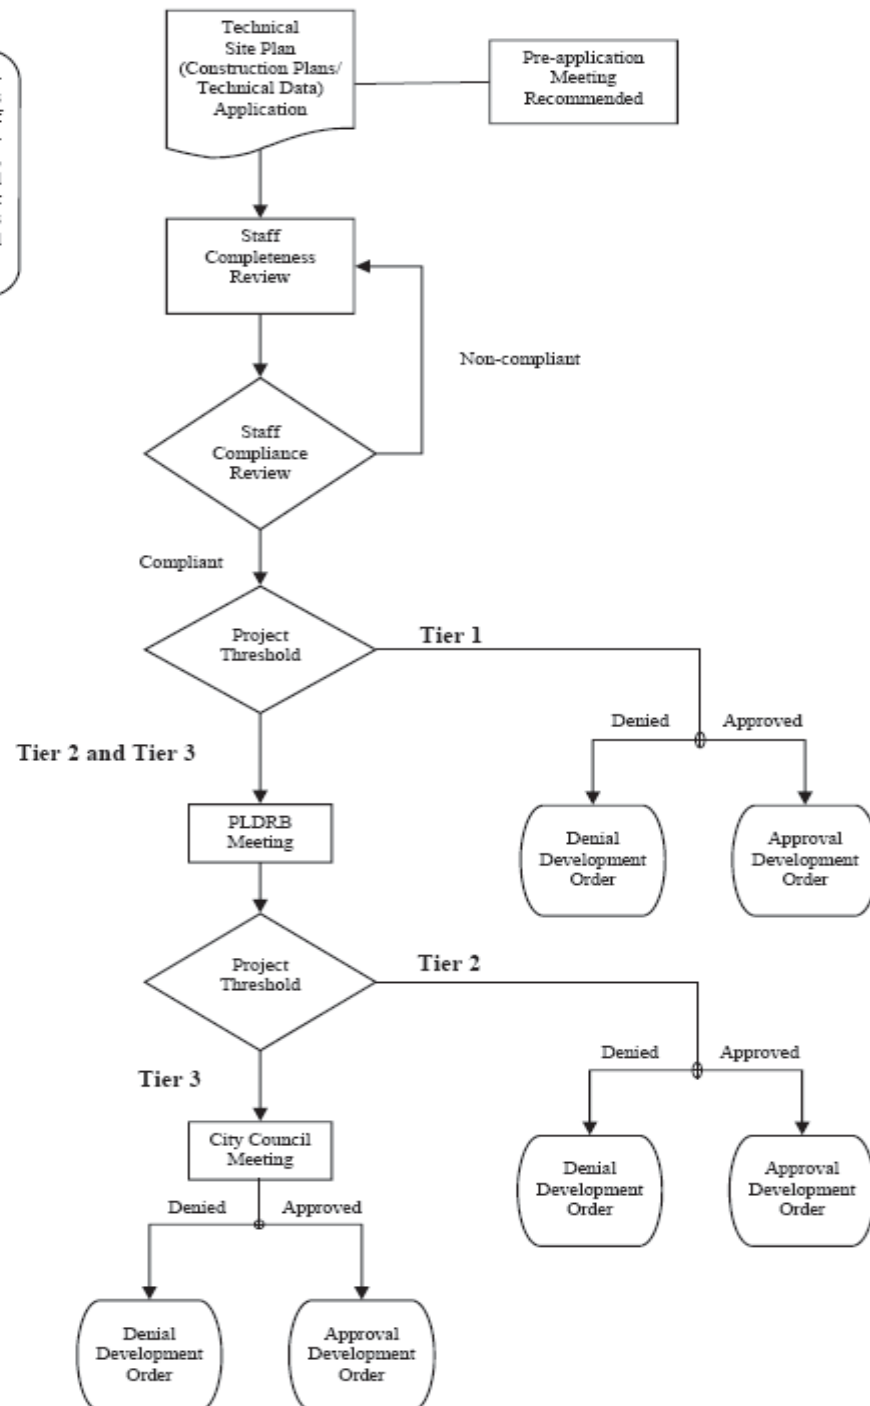 Technical
Site Plan
(Construction Plans/
Technical Data)
Application
Pre-application
Meeting
Recommended
Staff
Completeness
Review
Non-compliant
Staff
Compliance
Review
Compliant
Project
Threshold
Tier 1
Denied
Approved
Tier 2 and Tier 3
Denial
Development
Order
Approval
Development
Order
PLDRB
Meeting
Project
Threshold
Tier 2
Denied
Approved
Tier 3
Denial
Development
Order
Approval
Development
Order
City Council
Meeting
Denied
Approved
Denial
Development
Order
Approval
Development
Order